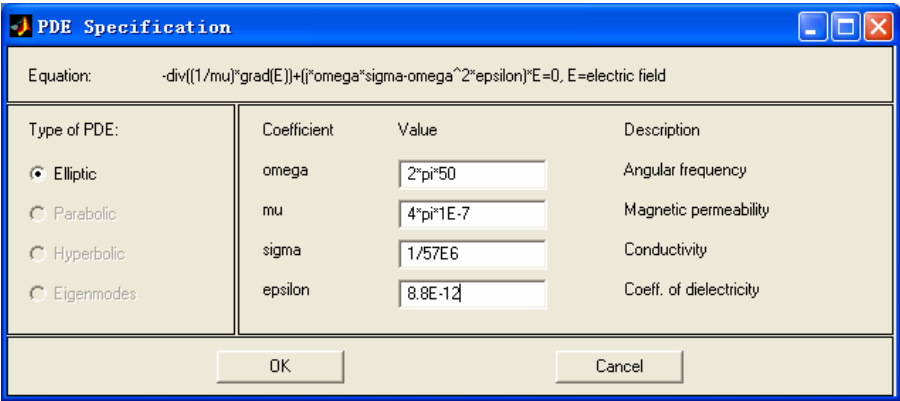 PDE Specification
Equation: -div((1/mu)*grad(E))+(j*omega*sigma-omega^2*epsilon)*E=0, E=electric field
Type of PDE: Coefficient Value Description
Elliptic omega 2*pi*50 Angular frequency
Parabolic mu 4*pi*1E-7 Magnetic permeability
Hyperbolic sigma 1/57E6 Conductivity
Eigenmodes epsilon 8.8E-12 Coeff. of dielectricity
OK Cancel